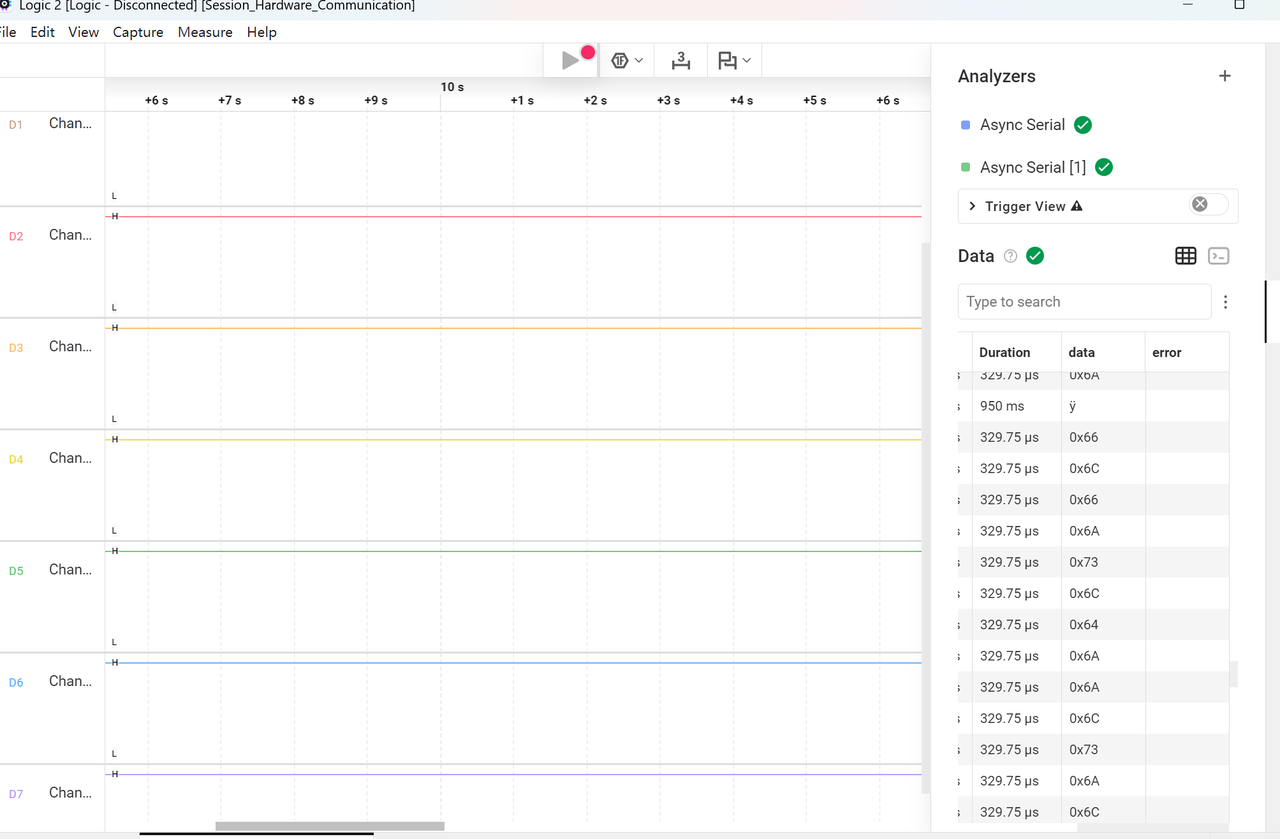 Logic 2 [Logic - Disconnected] [Session_Hardware_Communication]
File Edit View Capture Measure Help
10 s
+6 s +7 s +8 s +9 s +1 s +2 s +3 s +4 s +5 s +6 s
D1 Chan...
L
H
D2 Chan...
L
H
D3 Chan...
L
H
D4 Chan...
L
H
D5 Chan...
L
H
D6 Chan...
L
H
D7 Chan...
3
Analyzers
Async Serial
Async Serial [1]
Trigger View
Data
Type to search
Duration data error
329.75 µs 0x6A
950 ms ÿ
329.75 µs 0x66
329.75 µs 0x6C
329.75 µs 0x66
329.75 µs 0x6A
329.75 µs 0x73
329.75 µs 0x6C
329.75 µs 0x64
329.75 µs 0x6A
329.75 µs 0x6A
329.75 µs 0x6C
329.75 µs 0x73
329.75 µs 0x6A
329.75 µs 0x6C